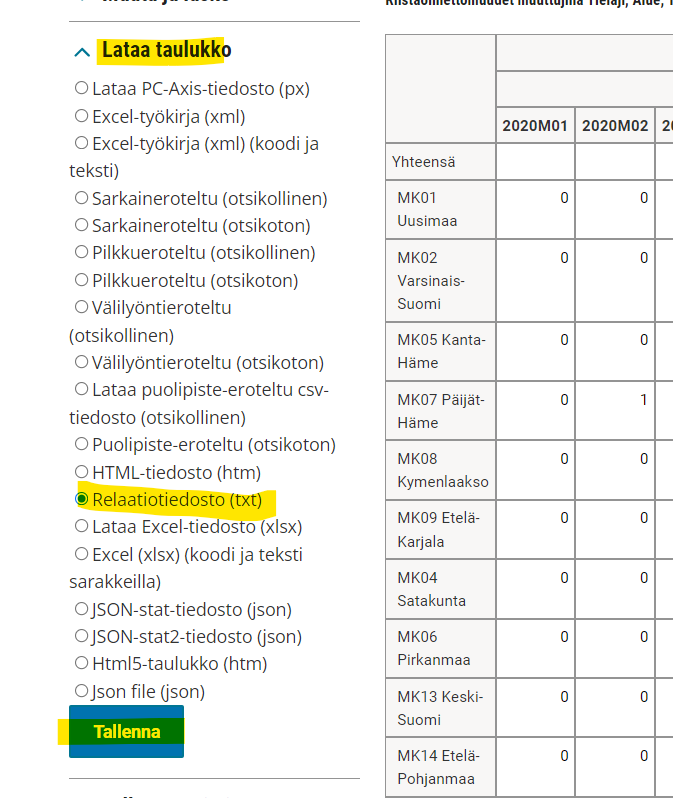 Lataa taulukko
Lataa PC-Axis-tiedosto (px)
Excel-työkirja (xml)
Excel-työkirja (xml) (koodi ja
teksti)
Sarkaineroteltu (otsikollinen)
Sarkaineroteltu (otsikoton)
Pilkkueroteltu (otsikollinen)
Pilkkueroteltu (otsikoton)
Välilyöntieroteltu
(otsikollinen)
Välilyöntieroteltu (otsikoton)
Lataa puolipiste-eroteltu csv-
tiedosto (otsikollinen)
Puolipiste-eroteltu (otsikoton)
HTML-tiedosto (htm)
Relaatiotiedosto (txt)
Lataa Excel-tiedosto (xlsx)
Excel (xlsx) (koodi ja teksti
sarakkeilla)
JSON-stat-tiedosto (json)
JSON-stat2-tiedosto (json)
Html5-taulukko (htm)
Json file (json)
Tallenna
2020M01 2020M02
Yhteensä
MK01 0 0
Uusimaa
MK02 0 0
Varsinais-
Suomi
MK05 Kanta- 0 0
Häme
MK07 Päijät- 0 1
Häme
MK08 0 0
Kymenlaakso
MK09 Etelä- 0 0
Karjala
MK04 0 0
Satakunta
MK06 0 0
Pirkanmaa
MK13 Keski- 0 0
Suomi
MK14 Etelä- 0 0
Pohjanmaa